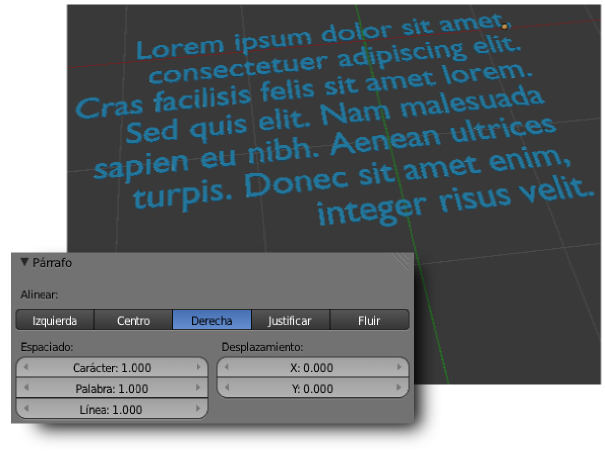 Lorem ipsum dolor sit amet,
consectetuer adipiscing elit.
Cras facilisis felis sit amet lorem.
Sed quis elit. Nam malesuada
sapien eu nibh. Aenean ultrices
turpis. Donec sit amet enim,
integer risus velit.
Párrafo
Alinear:
Izquierda Centro Derecha Justificar Fluir
Espaciado: Desplazamiento:
Carácter: 1.000 X: 0.000
Palabra: 1.000 Y: 0.000
Línea: 1.000